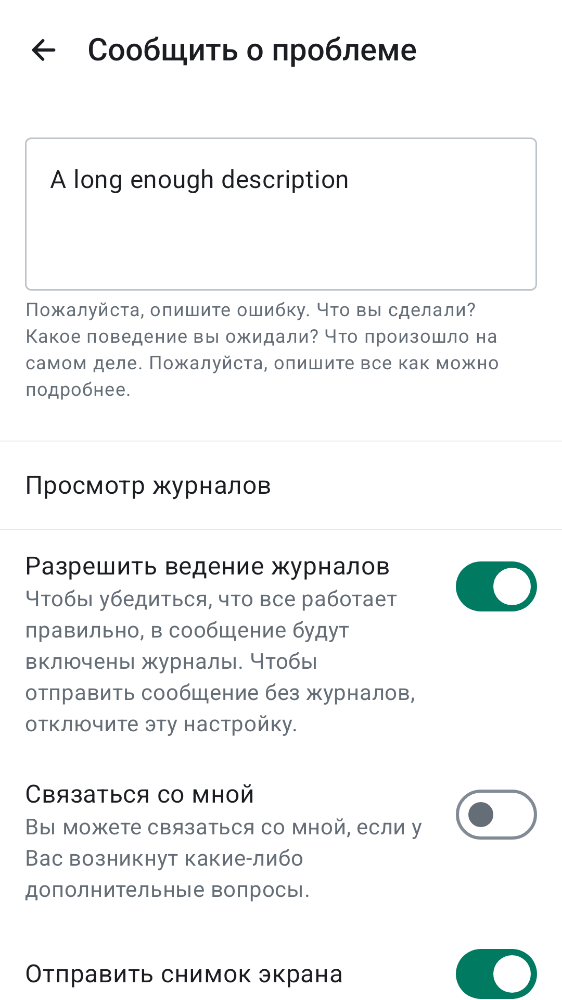 Сообщить о проблеме
A long enough description
Пожалуйста, опишите ошибку. Что вы сделали?
Какое поведение вы ожидали? Что произошло на
самом деле. Пожалуйста, опишите все как можно
подробнее.
Просмотр журналов
Разрешить ведение журналов
Чтобы убедиться, что все работает
правильно, в сообщение будут
включены журналы. Чтобы
отправить сообщение без журналов,
отключите эту настройку.
Связаться со мной
Вы можете связаться со мной, если у
Вас возникнут какие-либо
дополнительные вопросы.
Отправить снимок экрана